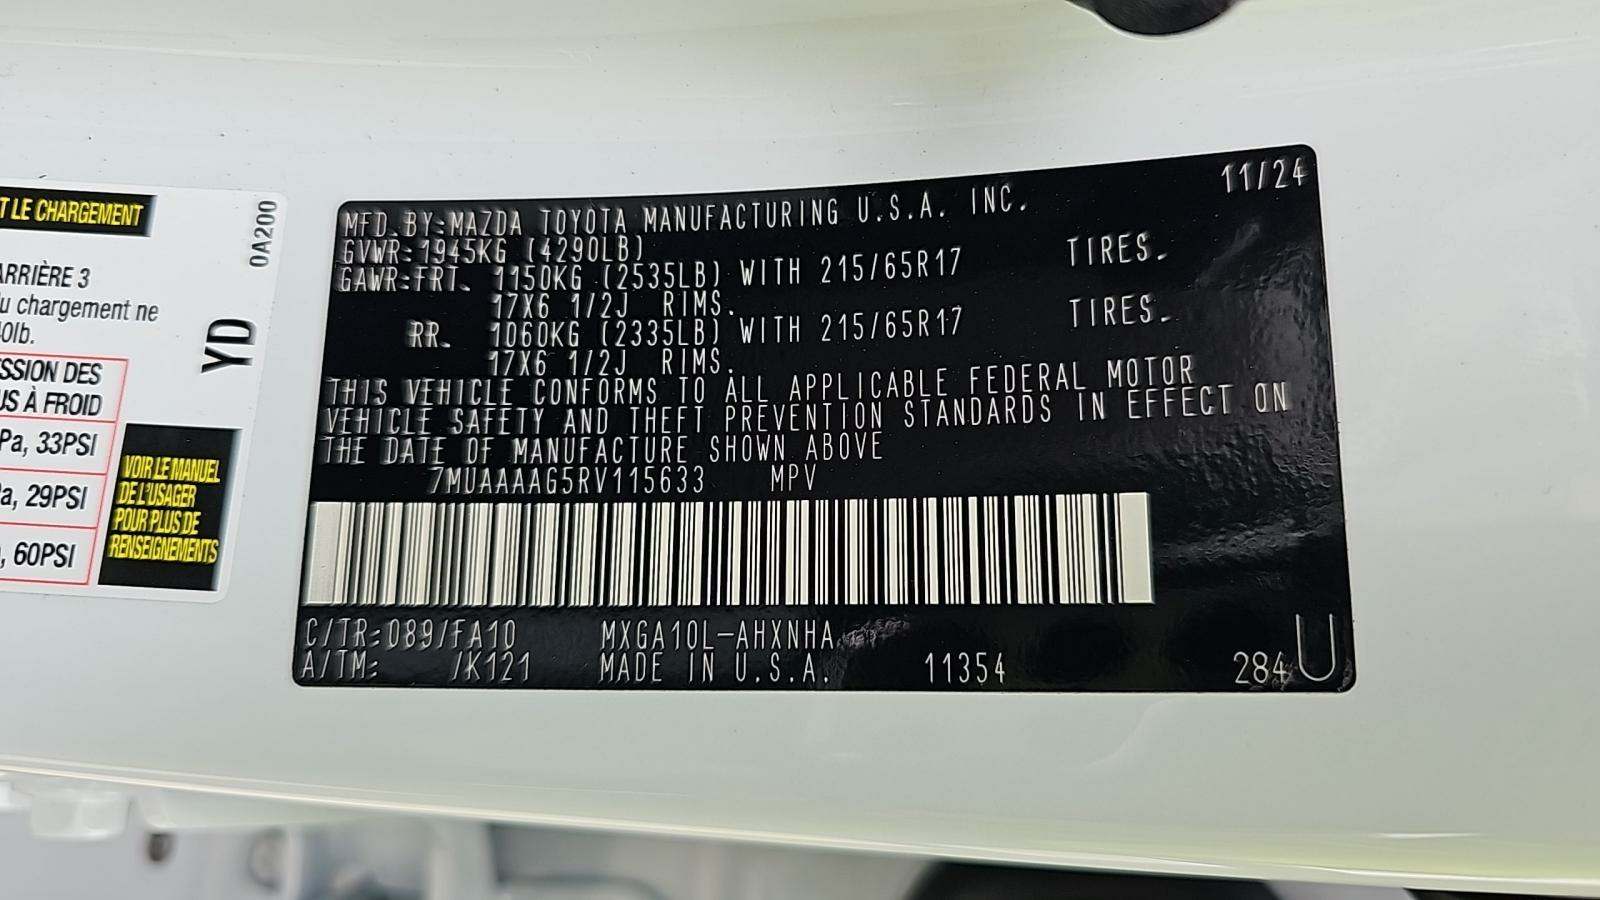 T LE CHARGEMENT
0A200
ARRIÈRE 3
u chargement ne
0lb.
YD
SSION DES
US À FROID
Pa, 33PSI
a, 29PSI
, 60PSI
VOIR LE MANUEL
DE L'USAGER
POUR PLUS DE
RENSEIGNEMENTS
11/24
MFD. BY: MAZDA TOYOTA MANUFACTURING U.S.A. INC.
GVWR: 1945KG (4290LB)
GAWR: FRT. 1150KG (2535LB) WITH 215/65R17 TIRES.
17X6 1/2J RIMS.
RR. 1060KG (2335LB) WITH 215/65R17 TIRES.
17X6 1/2J RIMS.
THIS VEHICLE CONFORMS TO ALL APPLICABLE FEDERAL MOTOR
VEHICLE SAFETY AND THEFT PREVENTION STANDARDS IN EFFECT ON
THE DATE OF MANUFACTURE SHOWN ABOVE
7MUAAAAG5RV115633 MPV
C/TR: 089/FA10 MXGA10L-AHXNHA
A/TM: /K121 MADE IN U.S.A. 11354 284 U